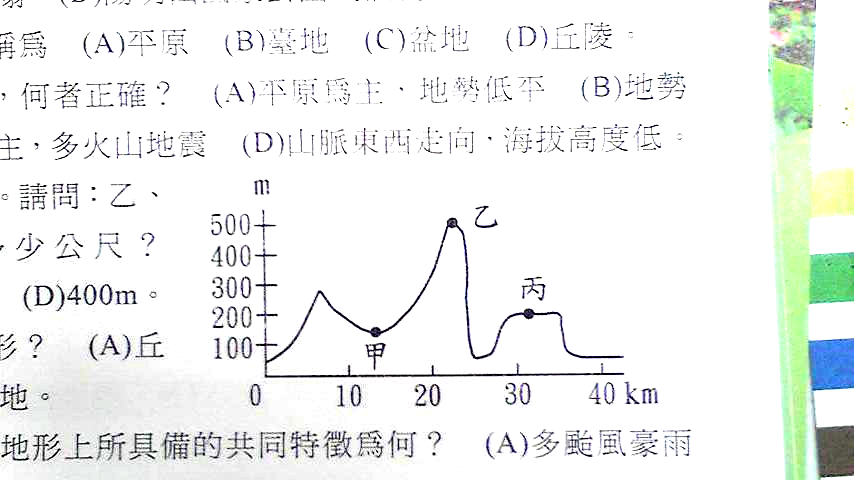 稱爲 (A)平原 (B)臺地 (C)盆地 (D)丘陵。
，何者正確？ (A)平原爲主、地勢低平 (B)地勢
主，多火山地震 (D)山脈東西走向，海拔高度低。
。請問：乙、
少公尺？
(D)400m。
形？ (A)丘
地。
m
500
乙
400
300
丙
200
100
甲
0 10 20 30 40 km
地形上所具備的共同特徵爲何？ (A)多颱風豪雨